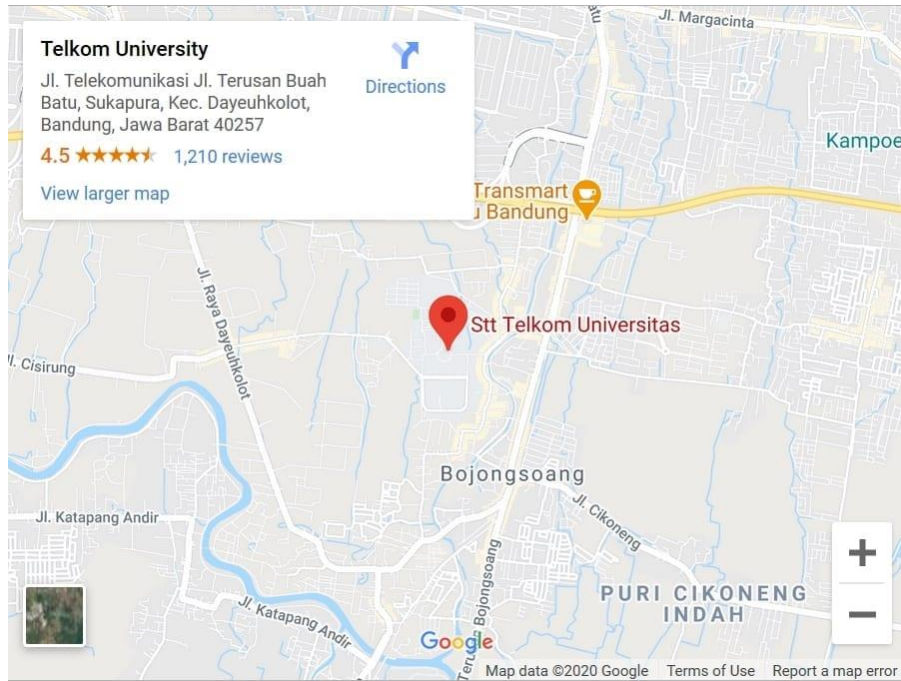 Telkom University
Jl. Telekomunikasi Jl. Terusan Buah
Batu, Sukapura, Kec. Dayeuhkolot,
Bandung, Jawa Barat 40257
4.5
1,210 reviews
View larger map
Directions
atu
Jl. Margacinta
Kampoe
Transmart
u Bandung
Jl. Raya Dayeuhkolot
Stt Telkom Universitas
l. Cisirung
Bojongsoang
Jl. Cikoneng
Jl. Katapang Andir
PURI CIKONENG
INDAH
Jl. Katapang Andir
Bojongsoang
Google
Map data ©2020 Google
Terms of Use
Report a map error